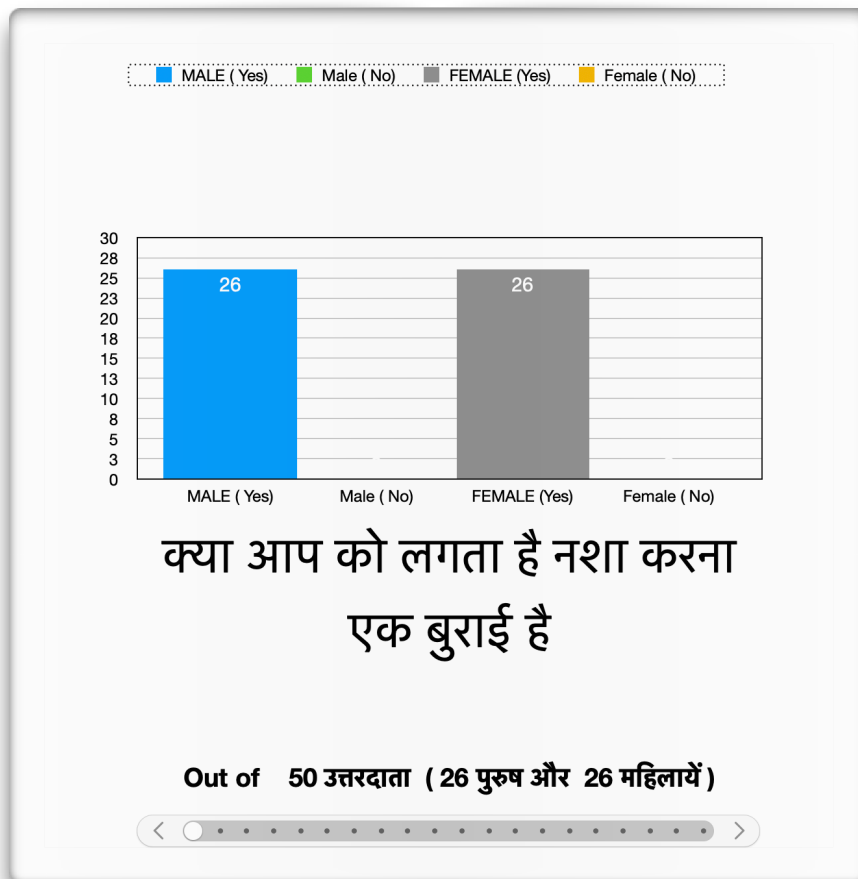 MALE ( Yes) Male ( No) FEMALE (Yes) Female ( No)
30
28
25
23
20
18
15
13
10
8
5
3
0
26 26
MALE ( Yes) Male ( No) FEMALE (Yes) Female ( No)
क्या आप को लगता है नशा करना
एक बुराई है
Out of 50 उत्तरदाता ( 26 पुरुष और 26 महिलायें )